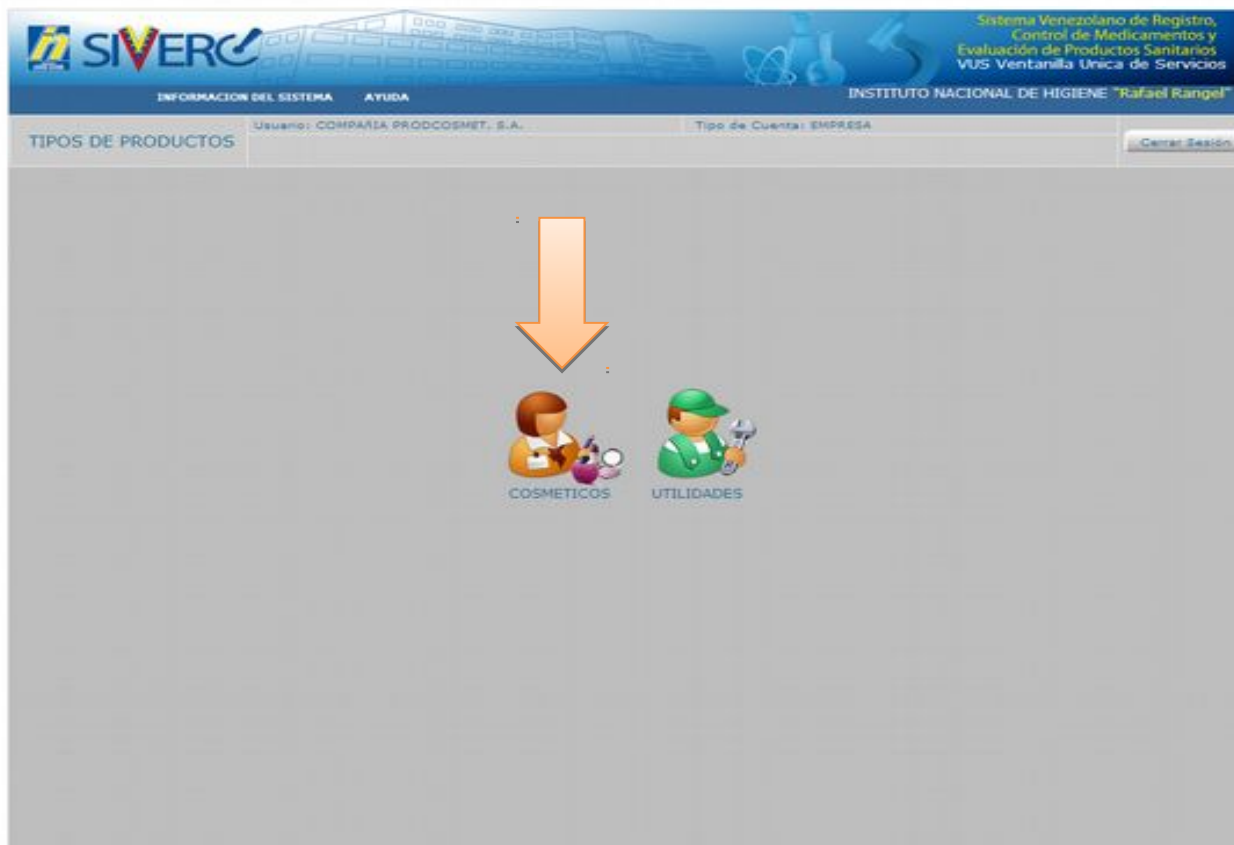 SIVERC
Sistema Venezolano de Registro,
Control de Medicamentos y
Evaluación de Productos Sanitarios
VUS Ventanilla Unica de Servicios
INFORMACION DEL SISTEMA AYUDA
INSTITUTO NACIONAL DE HIGIENE "Rafael Rangel"
TIPOS DE PRODUCTOS
Usuario: COMPAÑIA PRODCOSMET. S.A.
Tipo de Cuenta: EMPRESA
Cerrar Sesión
COSMETICOS
UTILIDADES